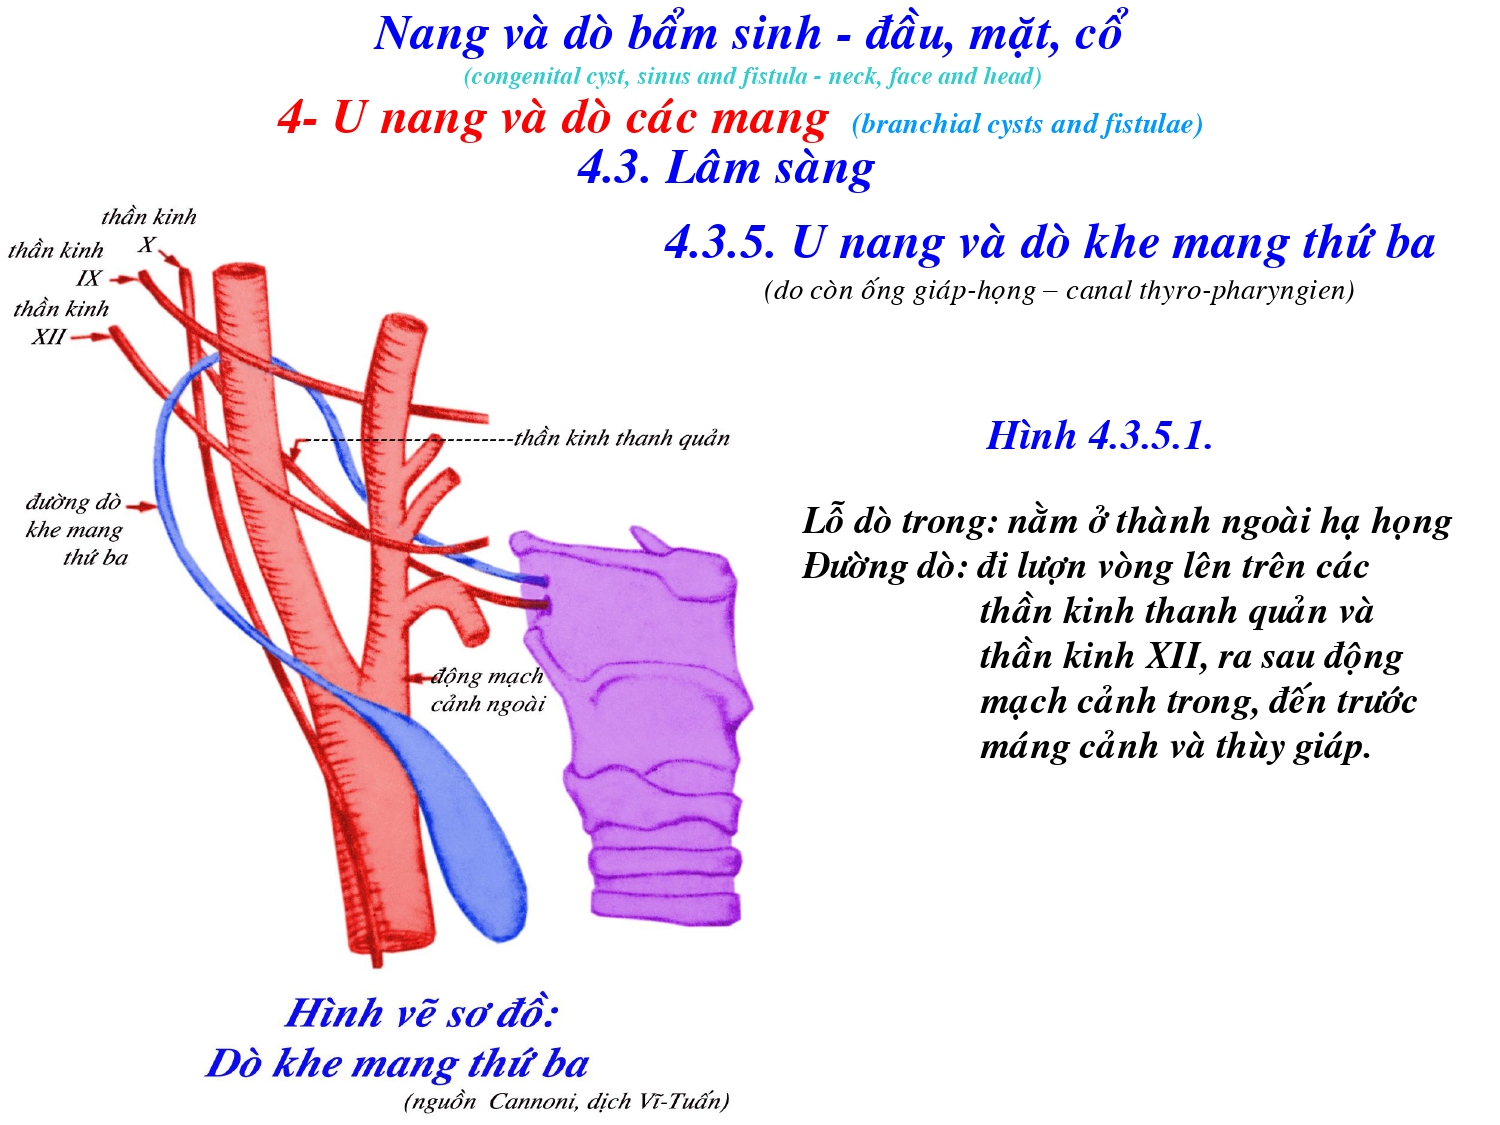 Nang và dò bẩm sinh - đầu, mặt, cổ
(congenital cyst, sinus and fistula - neck, face and head)
4- U nang và dò các mang (branchial cysts and fistulae)
4.3. Lâm sàng
4.3.5. U nang và dò khe mang thứ ba
(do còn ống giáp-họng – canal thyro-pharyngien)
thần kinh
X
thần kinh
IX
thần kinh
XII
thần kinh thanh quản
đường dò
khe mang
thứ ba
động mạch
cảnh ngoài
Hình 4.3.5.1.
Lỗ dò trong: nằm ở thành ngoài hạ họng
Đường dò: đi lượn vòng lên trên các
thần kinh thanh quản và
thần kinh XII, ra sau động
mạch cảnh trong, đến trước
máng cảnh và thùy giáp.
Hình vẽ sơ đồ:
Dò khe mang thứ ba
(nguồn Cannoni, dịch Vĩ-Tuấn)